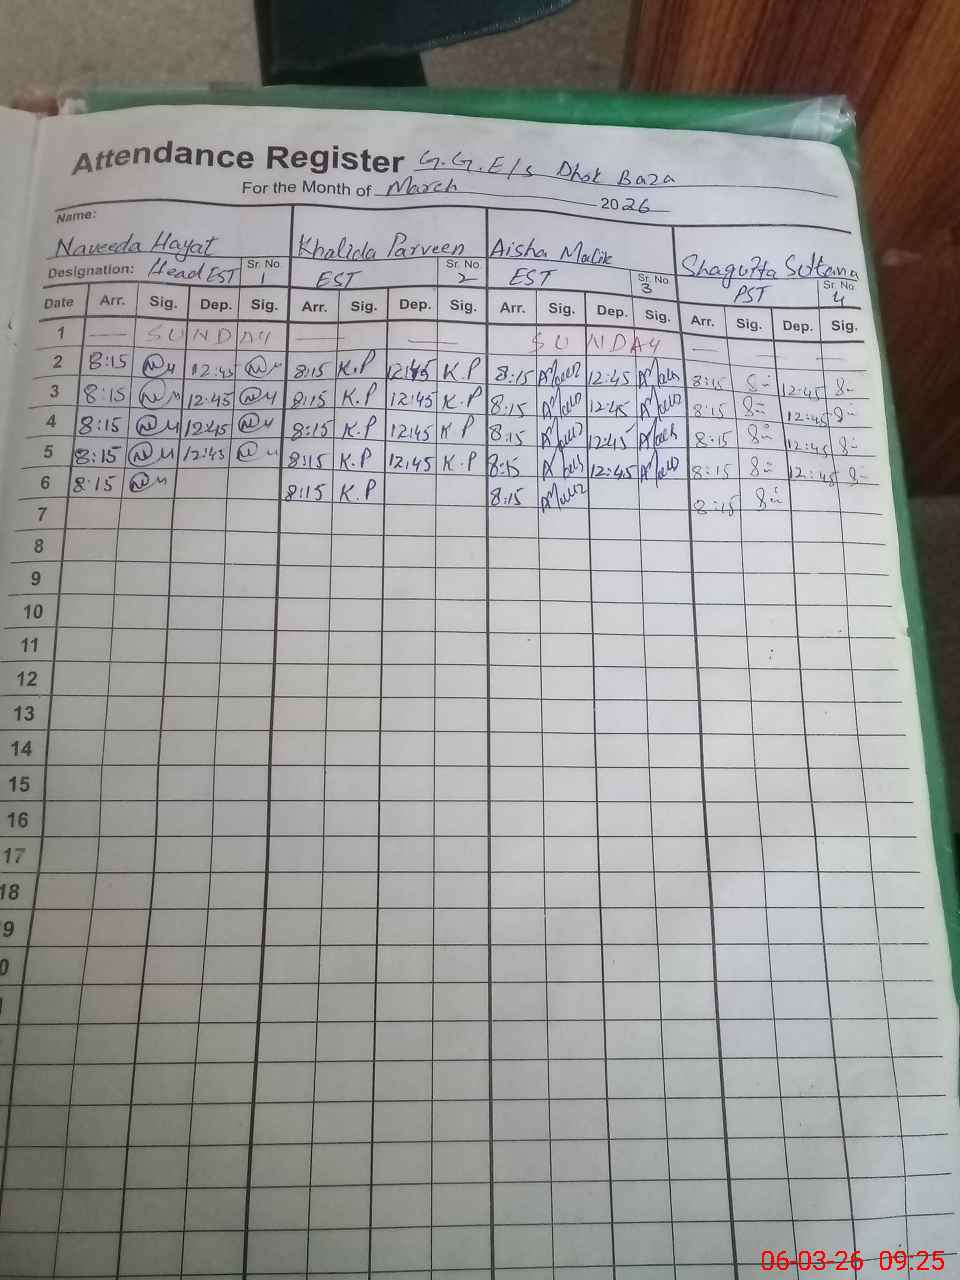 Attendance Register G.G.E/S Dhok Baza
For the Month of March 2026
Name:
Naveeda Hayat Khalida Parveen Aisha Malik Shagufta Sultana
Designation: Head EST Sr. No. 1 EST Sr. No. 2 EST Sr. No. 3 PST Sr. No. 4
Date Arr. Sig. Dep. Sig. Arr. Sig. Dep. Sig. Arr. Sig. Dep. Sig. Arr. Sig. Dep. Sig.
1 — SUNDAY — — SUNDAY — — —
2 8:15 12:45 8:15 K.P 12:45 K.P 8:15 12:45 8:15 12:45
3 8:15 12:45 8:15 K.P 12:45 K.P 8:15 12:45 8:15 12:45
4 8:15 12:45 8:15 K.P 12:45 K.P 8:15 12:45 8:15 12:45
5 8:15 12:45 8:15 K.P 12:45 K.P 8:15 12:45 8:15 12:45
6 8:15 8:15 K.P 8:15 8:15
7
8
9
10
11
12
13
14
15
16
17
18
9
0
06-03-26 09:25